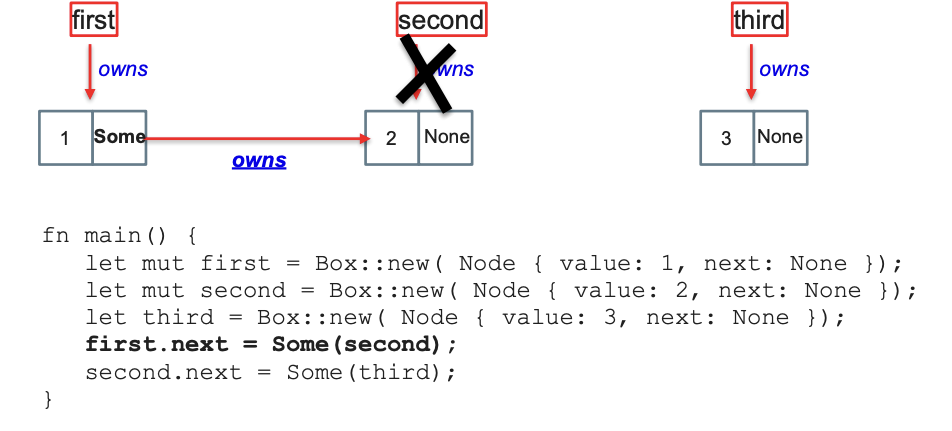 first second third
owns wns owns
1 Some 2 None 3 None
owns
fn main() {
let mut first = Box::new( Node { value: 1, next: None });
let mut second = Box::new( Node { value: 2, next: None });
let third = Box::new( Node { value: 3, next: None });
first.next = Some(second);
second.next = Some(third);
}